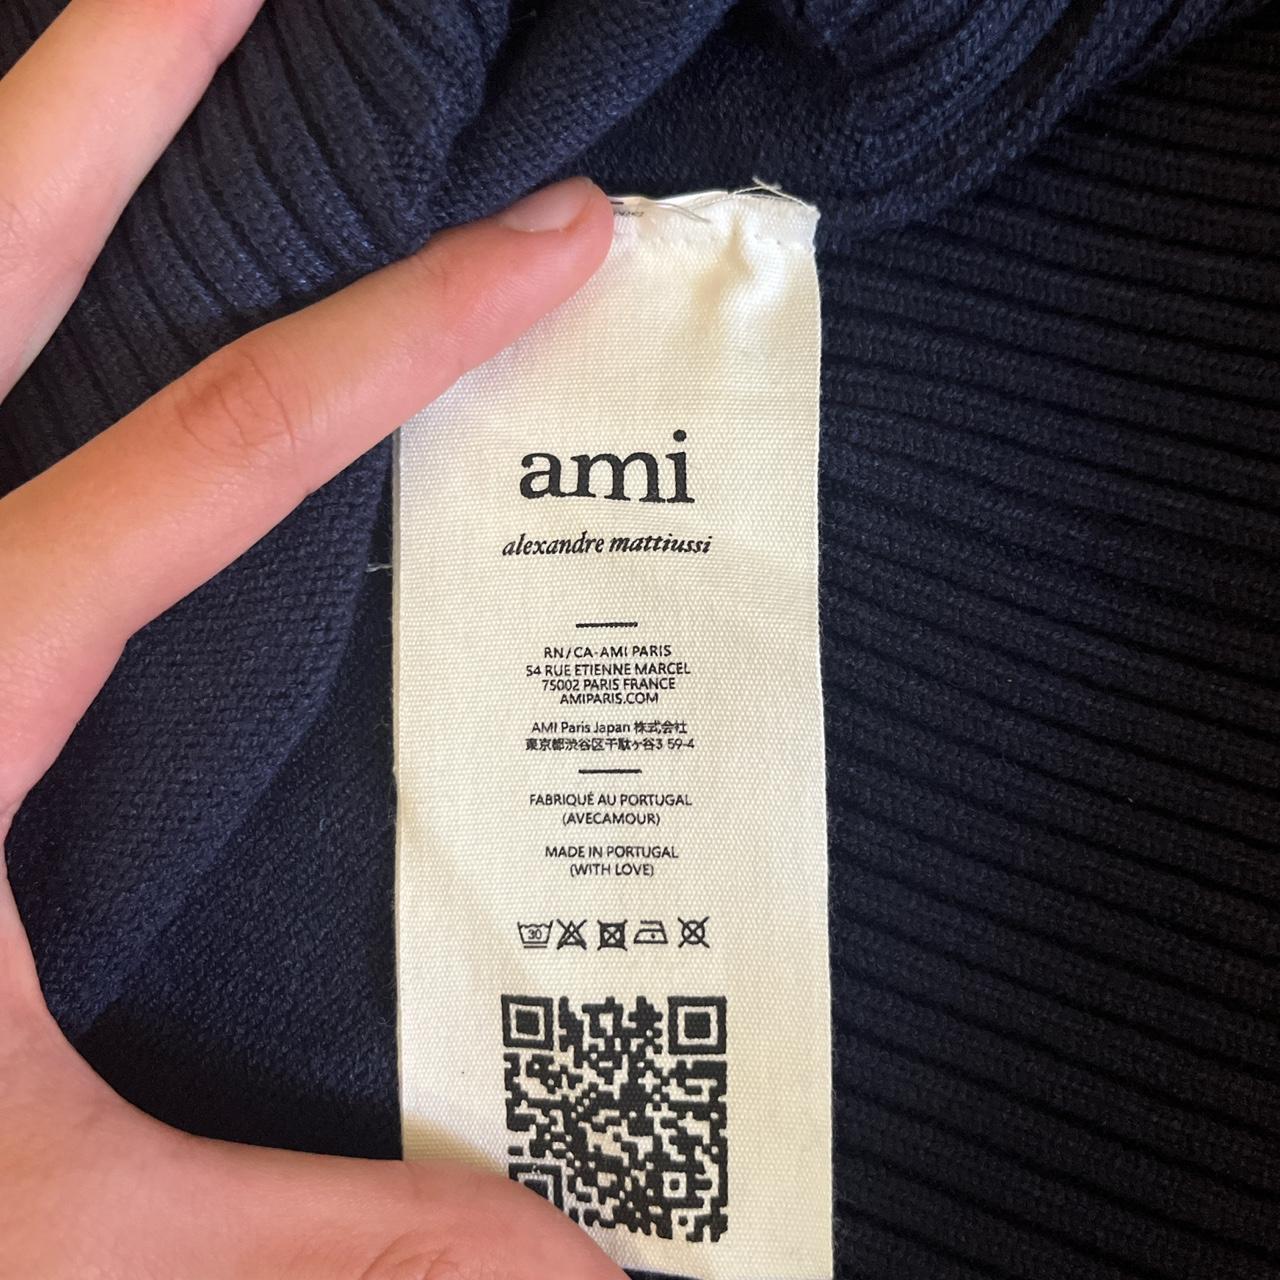 ami
alexandre mattiussi
RN/CA-AMI PARIS
54 RUE ETIENNE MARCEL
75002 PARIS FRANCE
AMIPARIS.COM
AMI Paris Japan 株式会社
東京都渋谷区千駄ヶ谷3 59-4
FABRIQUÉ AU PORTUGAL
(AVECAMOUR)
MADE IN PORTUGAL
(WITH LOVE)
30